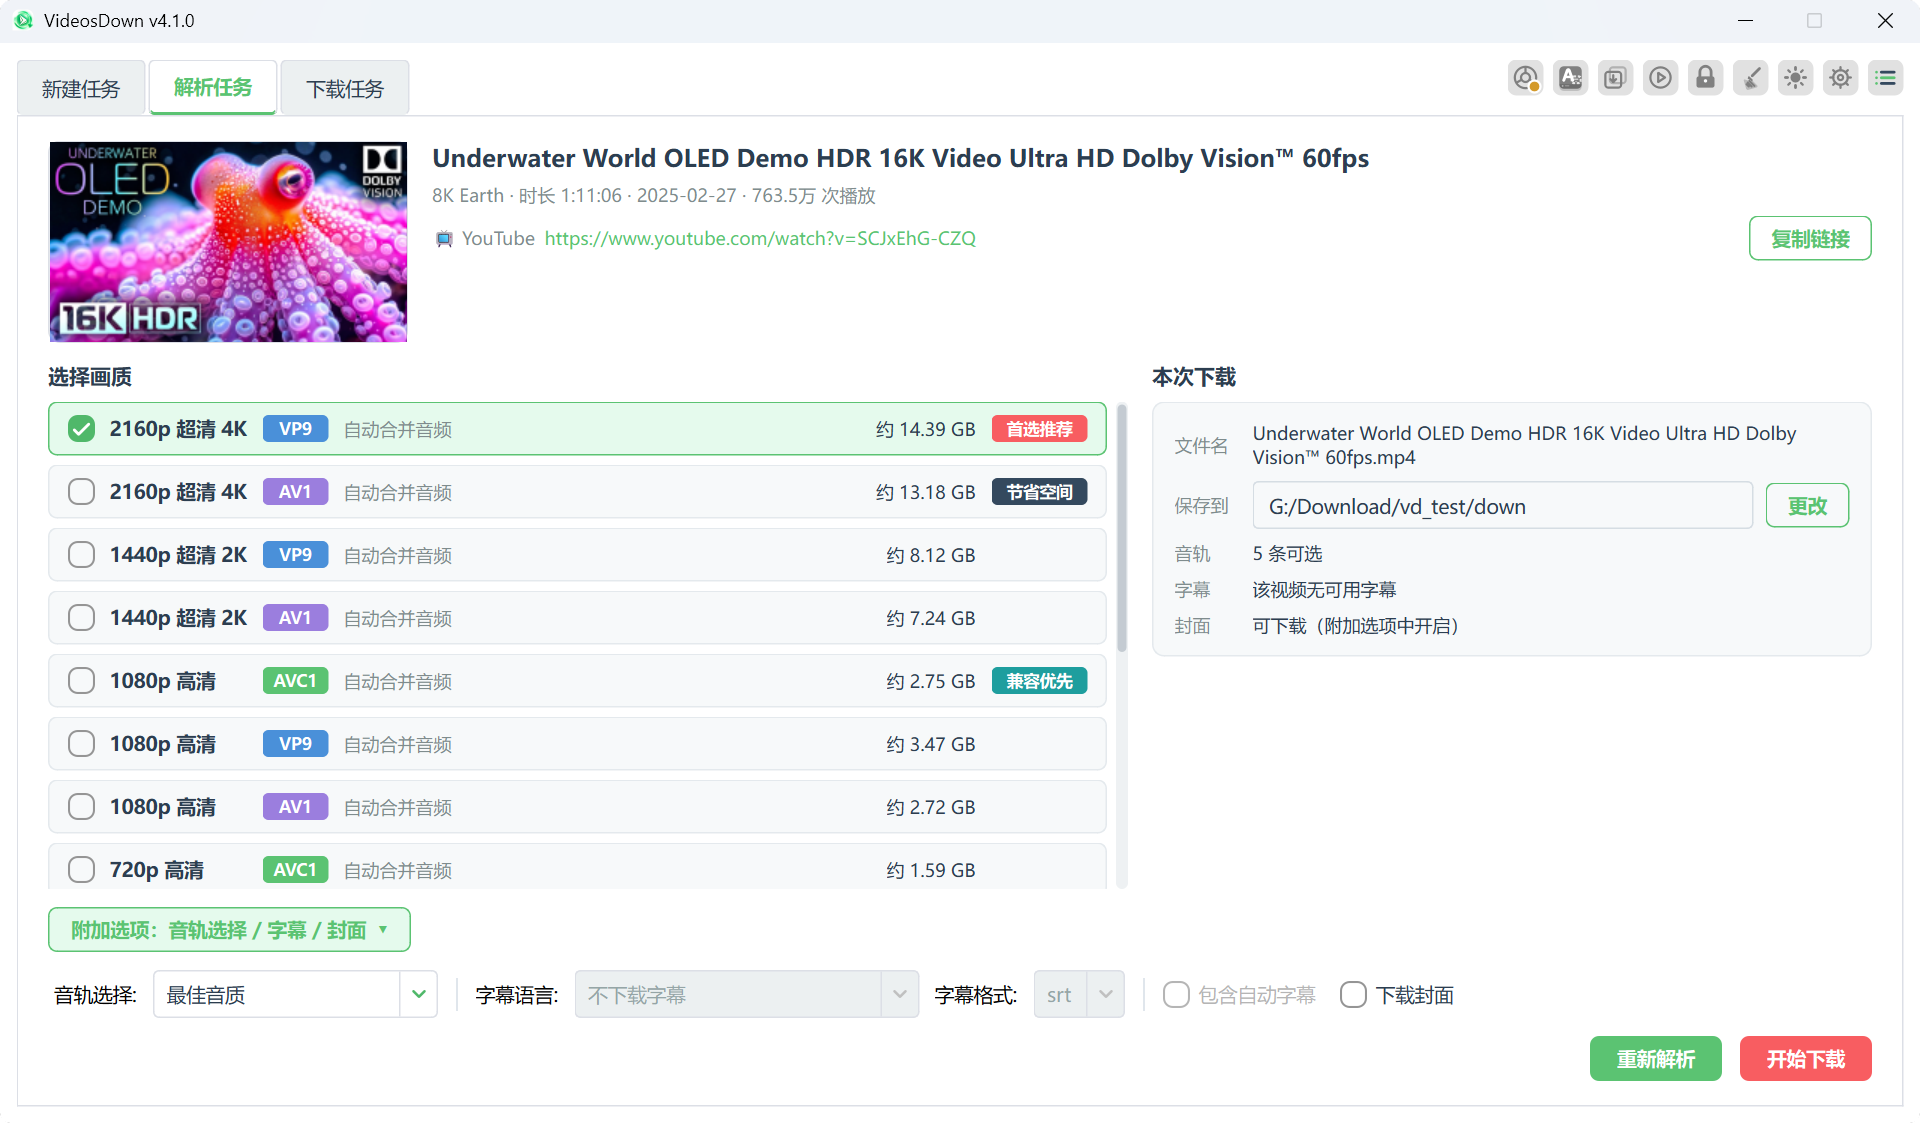 VideosDown v4.1.0
新建任务
解析任务
下载任务
UNDERWATER
OLED
DEMO
DOLBY
VISION
16K HDR
Underwater World OLED Demo HDR 16K Video Ultra HD Dolby Vision™ 60fps
8K Earth · 时长 1:11:06 · 2025-02-27 · 763.5万 次播放
YouTube https://www.youtube.com/watch?v=SCJxEhG-CZQ
复制链接
选择画质
2160p 超清 4K VP9 自动合并音频 约 14.39 GB 首选推荐
2160p 超清 4K AV1 自动合并音频 约 13.18 GB 节省空间
1440p 超清 2K VP9 自动合并音频 约 8.12 GB
1440p 超清 2K AV1 自动合并音频 约 7.24 GB
1080p 高清 AVC1 自动合并音频 约 2.75 GB 兼容优先
1080p 高清 VP9 自动合并音频 约 3.47 GB
1080p 高清 AV1 自动合并音频 约 2.72 GB
720p 高清 AVC1 自动合并音频 约 1.59 GB
本次下载
文件名 Underwater World OLED Demo HDR 16K Video Ultra HD Dolby
Vision™ 60fps.mp4
保存到 G:/Download/vd_test/down 更改
音轨 5 条可选
字幕 该视频无可用字幕
封面 可下载（附加选项中开启）
附加选项：音轨选择 / 字幕 / 封面 ▼
音轨选择: 最佳音质 字幕语言: 不下载字幕 字幕格式: srt 包含自动字幕 下载封面
重新解析 开始下载